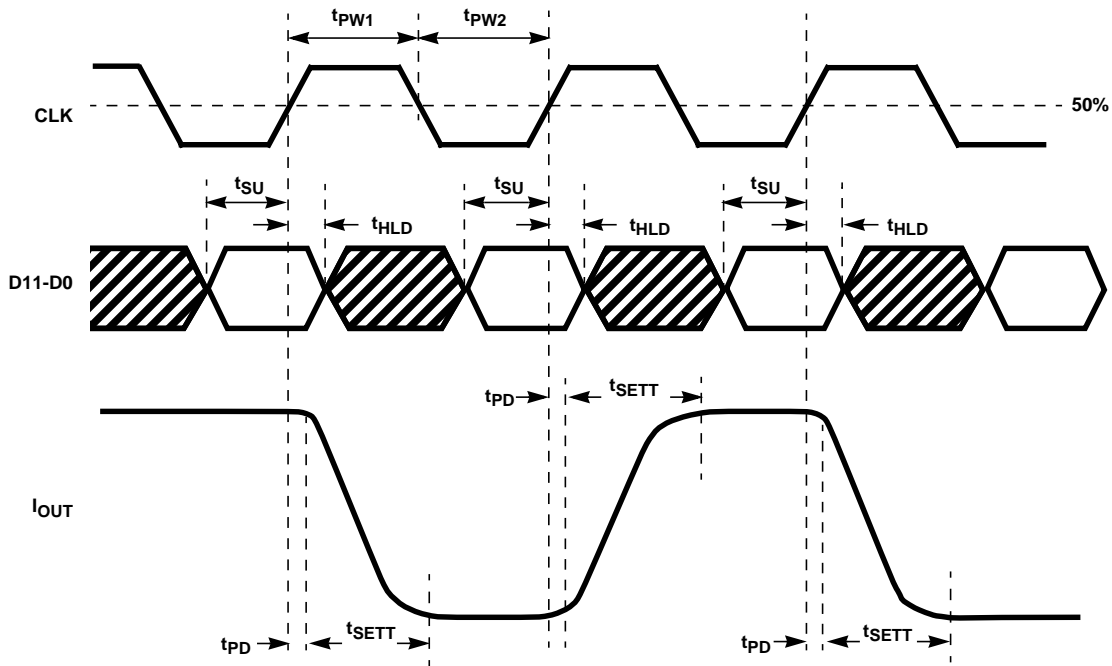 tPW1 tPW2
CLK
50%
tSU tSU tSU
tHLD tHLD tHLD
D11-D0
tPD tSETT
IOUT
tPD tSETT tPD tSETT